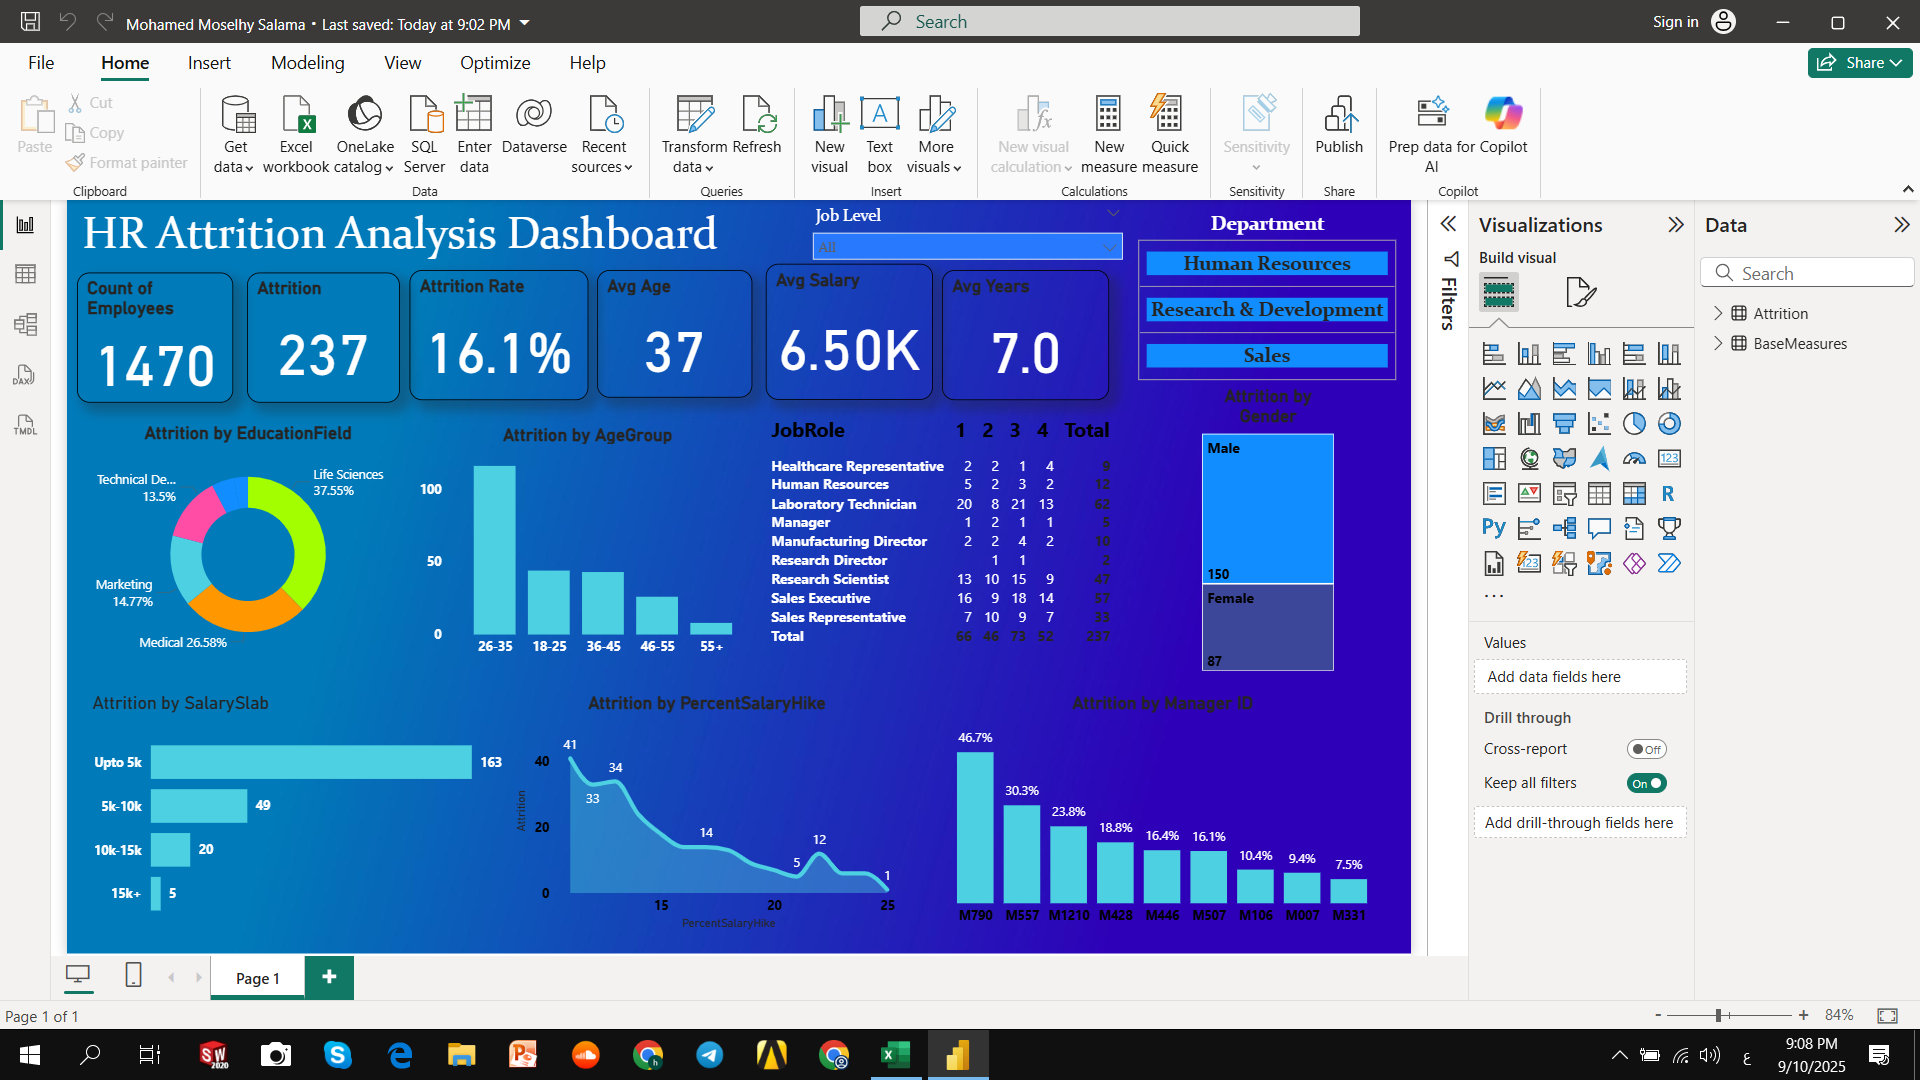 Mohamed Moselhy Salama • Last saved: Today at 9:02 PM
Search
Sign in
File
Home
Insert
Modeling
View
Optimize
Help
Share
Paste
Cut
Copy
Format painter
Clipboard
Get data
Excel workbook
OneLake catalog
SQL Server
Enter data
Dataverse
Recent sources
Data
Transform data
Refresh
Queries
New visual
Text box
More visuals
Insert
New visual calculation
New measure
Quick measure
Calculations
Sensitivity
Sensitivity
Publish
Share
Prep data for AI
Copilot
Copilot
DAX
TMDL
HR Attrition Analysis Dashboard
Job Level
All
Department
Human Resources
Research & Development
Sales
Count of Employees
1470
Attrition
237
Attrition Rate
16.1%
Avg Age
37
Avg Salary
6.50K
Avg Years
7.0
Attrition by EducationField
Technical De...
13.5%
Life Sciences
37.55%
Marketing
14.77%
Medical 26.58%
Attrition by AgeGroup
100
50
0
26-35 18-25 36-45 46-55 55+
JobRole 1 2 3 4 Total
Healthcare Representative 2 2 1 4 9
Human Resources 5 2 3 2 12
Laboratory Technician 20 8 21 13 62
Manager 1 2 1 1 5
Manufacturing Director 2 2 4 2 10
Research Director 1 1 2
Research Scientist 13 10 15 9 47
Sales Executive 16 9 18 14 57
Sales Representative 7 10 9 7 33
Total 66 46 73 52 237
Attrition by
Gender
Male
150
Female
87
Attrition by SalarySlab
Upto 5k 163
5k-10k 49
10k-15k 20
15k+ 5
Attrition by PercentSalaryHike
Attrition
40
20
0
41
33
34
14
5
12
1
15 20 25
PercentSalaryHike
Attrition by Manager ID
46.7% 30.3% 23.8% 18.8% 16.4% 16.1% 10.4% 9.4% 7.5%
M790 M557 M1210 M428 M446 M507 M106 M007 M331
Filters
Visualizations
Build visual
123
R
Py
123
...
Values
Add data fields here
Drill through
Cross-report
Off
Keep all filters
On
Add drill-through fields here
Data
Search
Attrition
BaseMeasures
Page 1
+
Page 1 of 1
- + 84%
SW
2020
ع
9:08 PM
9/10/2025